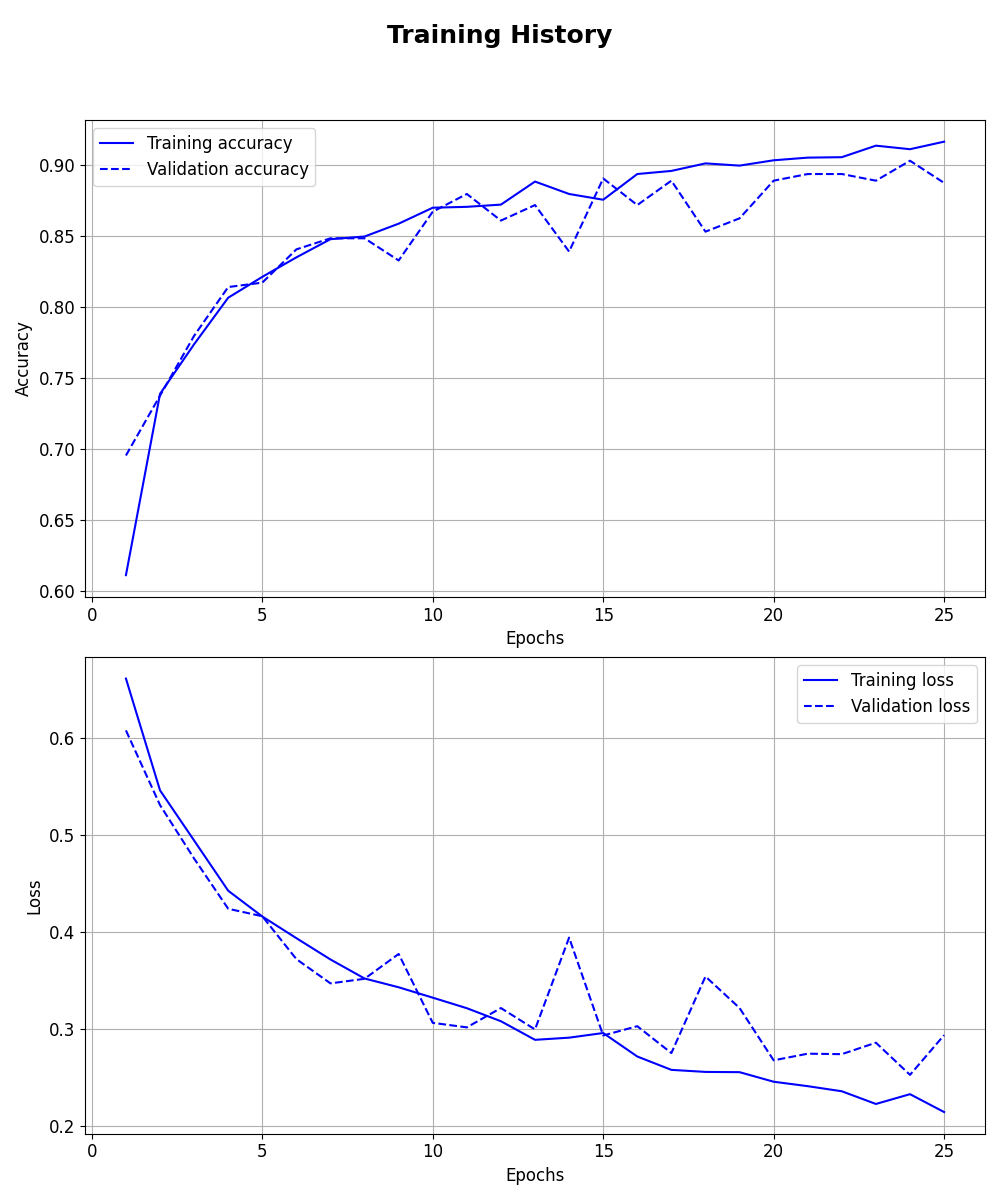 Training History
Training accuracy
Validation accuracy
0.90
0.85
0.80
0.75
0.70
0.65
0.60
Accuracy
0 5 10 15 20 25
Epochs
Training loss
Validation loss
0.6
0.5
0.4
0.3
0.2
Loss
0 5 10 15 20 25
Epochs